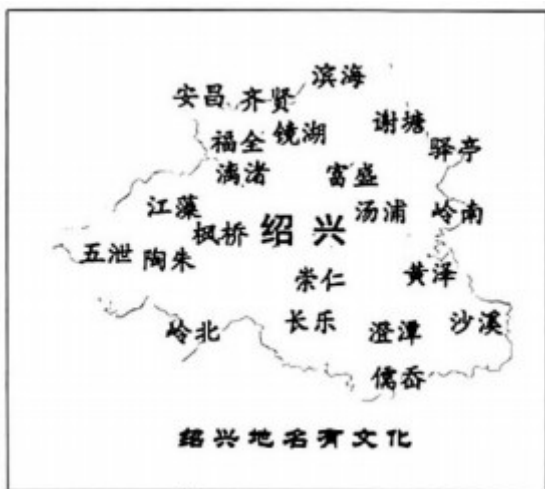 滨海
安昌 齐贤
谢塘
福全 镜湖
驿亭
漓渚 富盛
江藻 汤浦 岭南
枫桥 绍兴
五泄 陶朱
崇仁 黄泽
长乐 澄潭 沙溪
岭北
儒岙
绍兴地名有文化